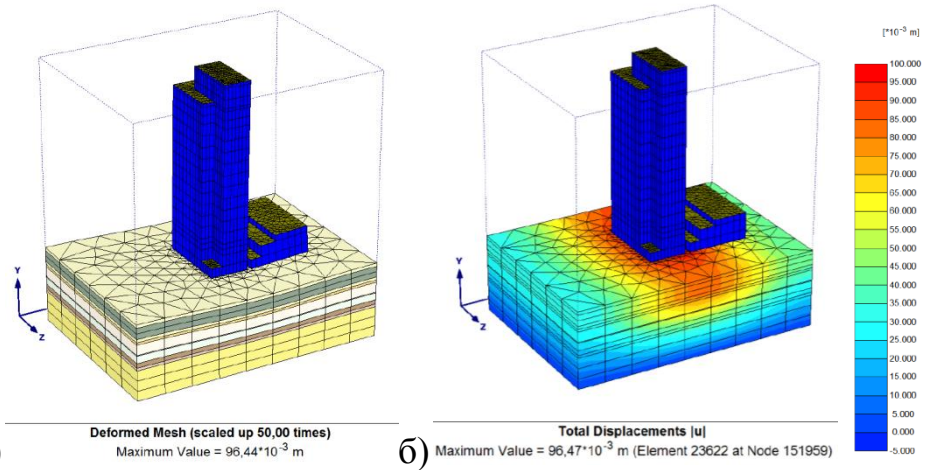 [*10⁻³ m]
100.000
95.000
90.000
85.000
80.000
75.000
70.000
65.000
60.000
55.000
50.000
45.000
40.000
35.000
30.000
25.000
20.000
15.000
10.000
5.000
0.000
-5.000
Y
Z
Y
Z
Deformed Mesh (scaled up 50,00 times)
Maximum Value = 96,44*10⁻³ m
)
б)
Total Displacements |u|
Maximum Value = 96,47*10⁻³ m (Element 23622 at Node 151959)